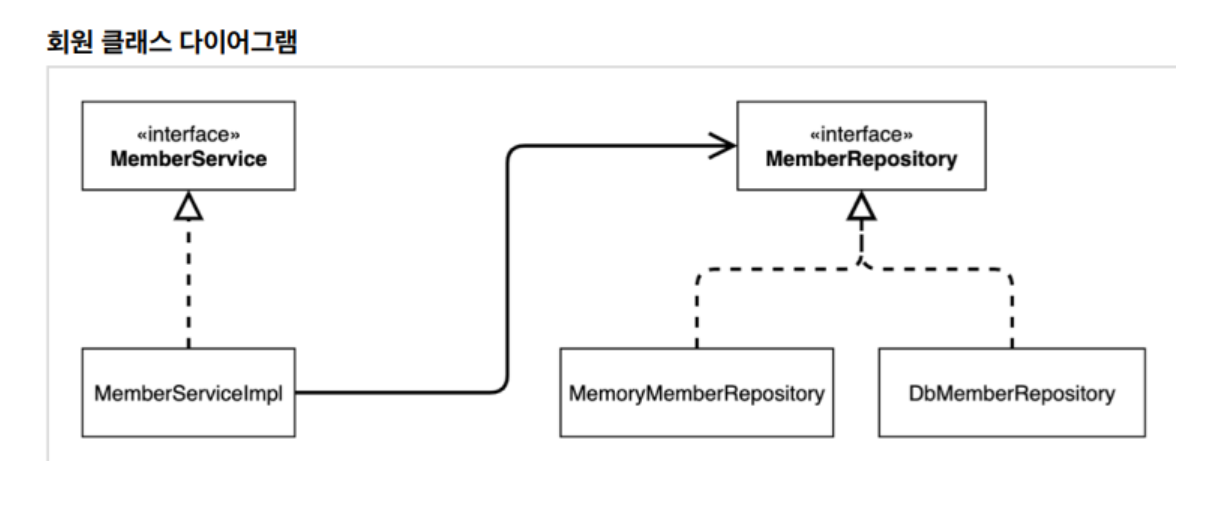 회원 클래스 다이어그램
«interface»
MemberService
«interface»
MemberRepository
MemberServiceImpl
MemoryMemberRepository
DbMemberRepository